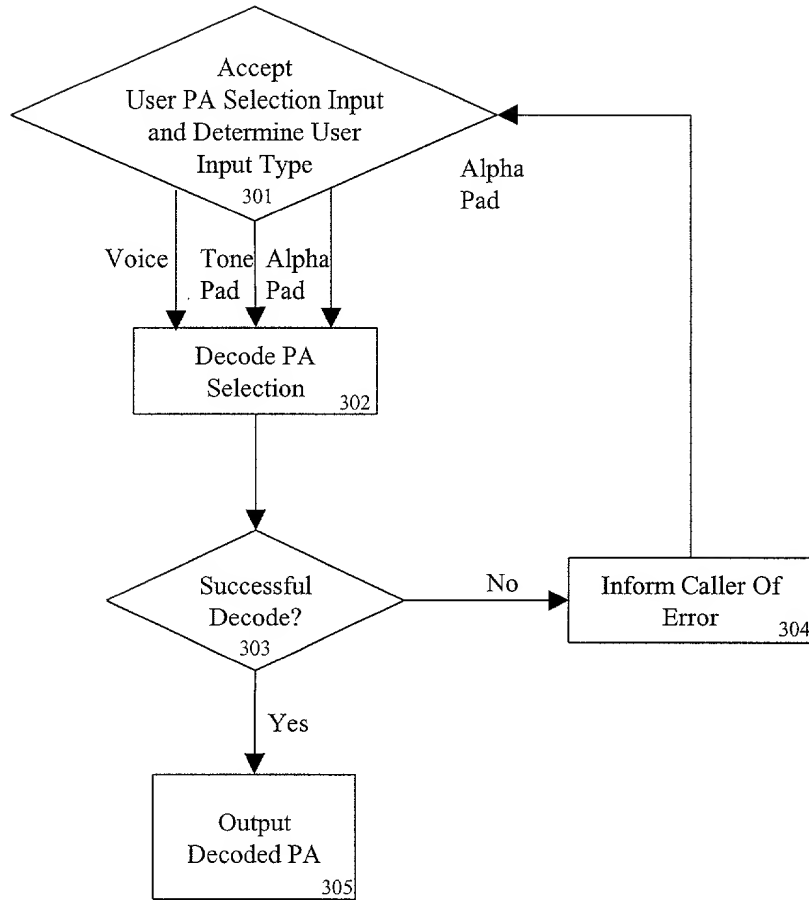 Accept
User PA Selection Input
and Determine User
Input Type
301
Alpha
Pad
Voice
Tone
Pad
Alpha
Pad
Decode PA
Selection
302
Successful
Decode?
303
No
Inform Caller Of
Error
304
Yes
Output
Decoded PA
305